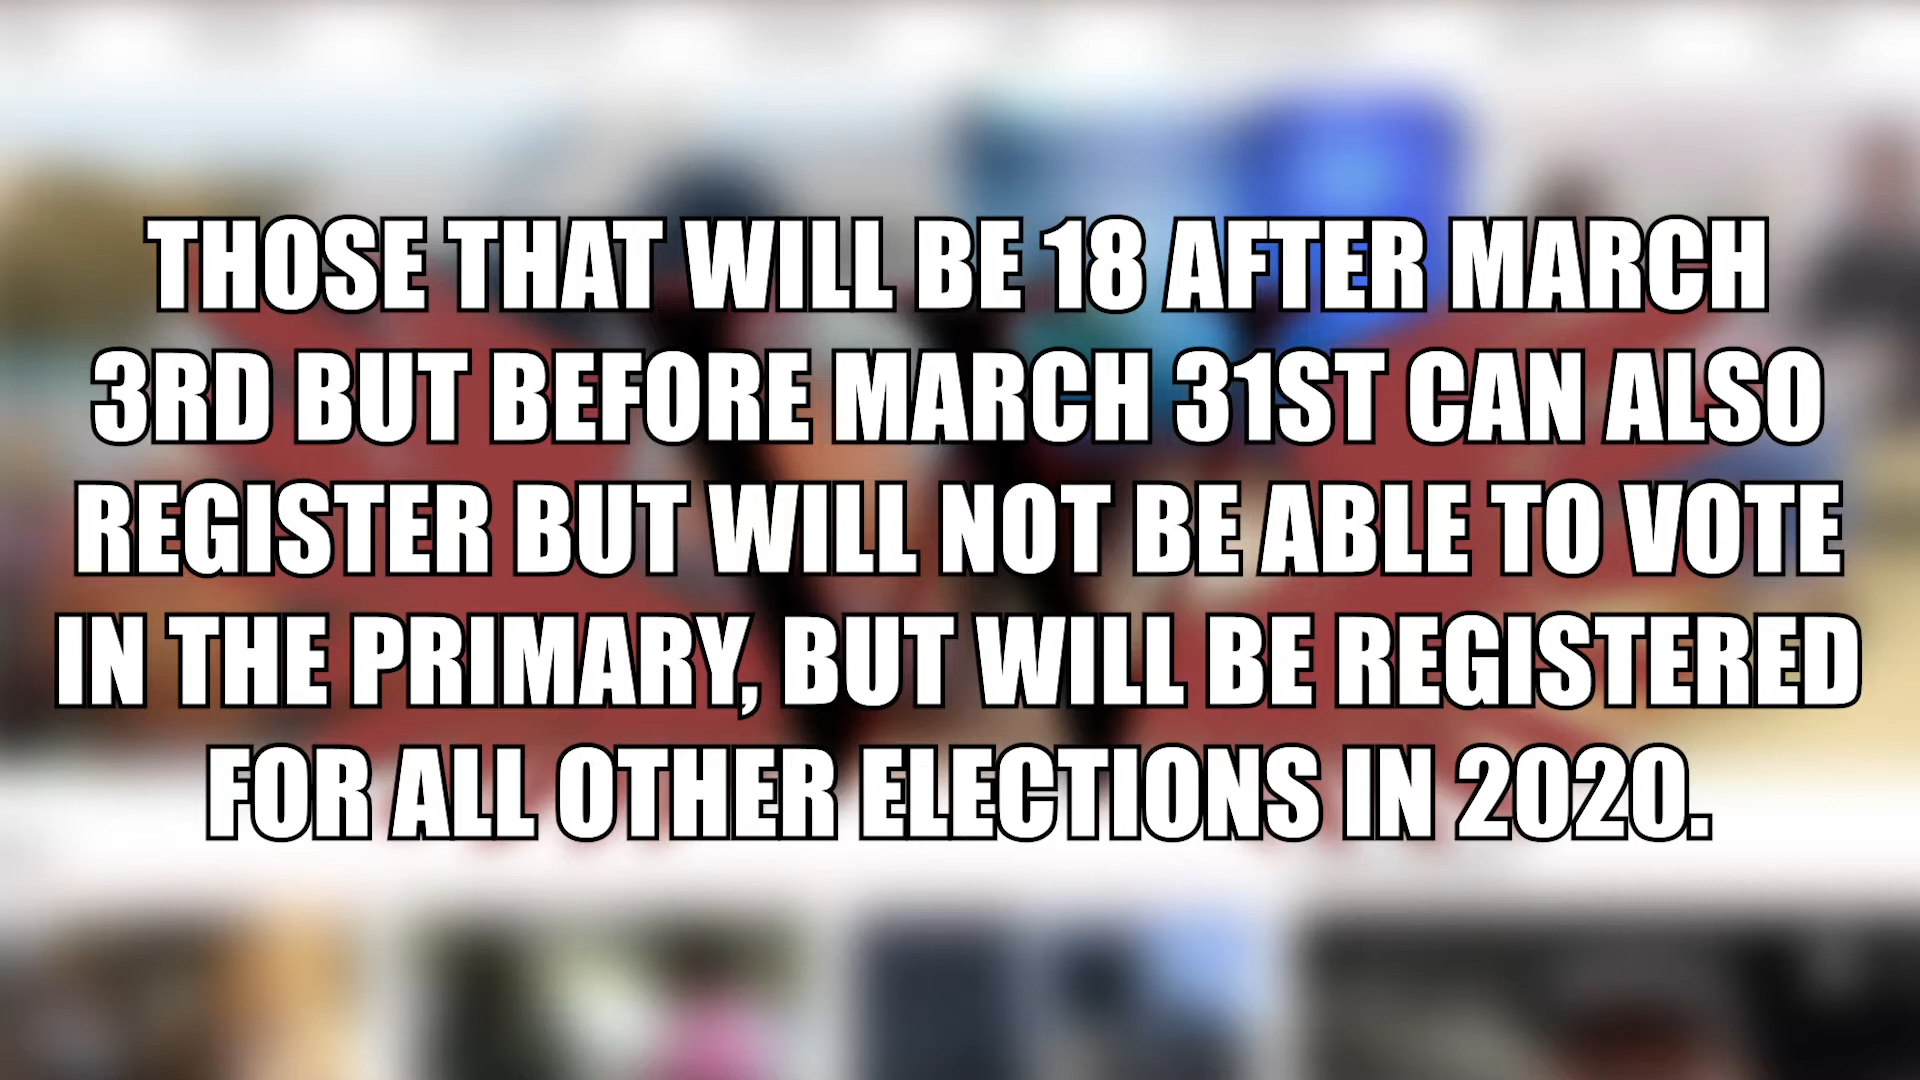 THOSE THAT WILL BE 18 AFTER MARCH
3RD BUT BEFORE MARCH 31ST CAN ALSO
REGISTER BUT WILL NOT BE ABLE TO VOTE
IN THE PRIMARY, BUT WILL BE REGISTERED
FOR ALL OTHER ELECTIONS IN 2020.